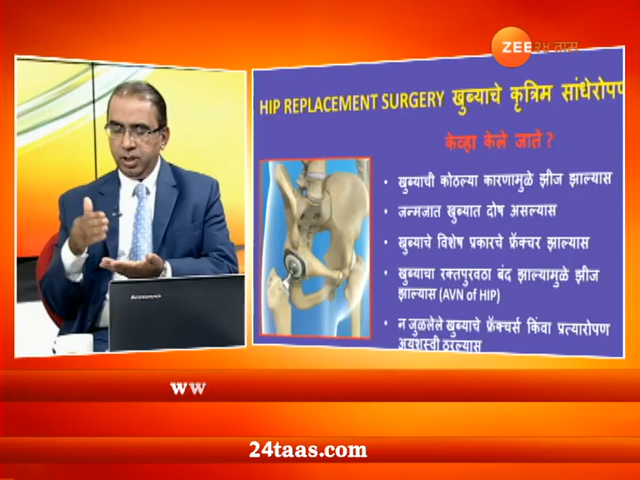 ZEE २४ तास
HIP REPLACEMENT SURGERY खुब्याचे कृत्रिम सांधेरोपण
केव्हा केले जाते ?
• खुब्याची कोठल्या कारणामुळे झीज झाल्यास
• जन्मजात खुब्यात दोष असल्यास
• खुब्याचे विशेष प्रकारचे फ्रॅक्चर झाल्यास
• खुब्याचा रक्तपुरवठा बंद झाल्यामुळे झीज
झाल्यास (AVN of HIP)
• न जुळलेले खुब्याचे फ्रॅक्चर्स किंवा प्रत्यारोपण
अयशस्वी ठरल्यास
lenovo
ww
24taas.com